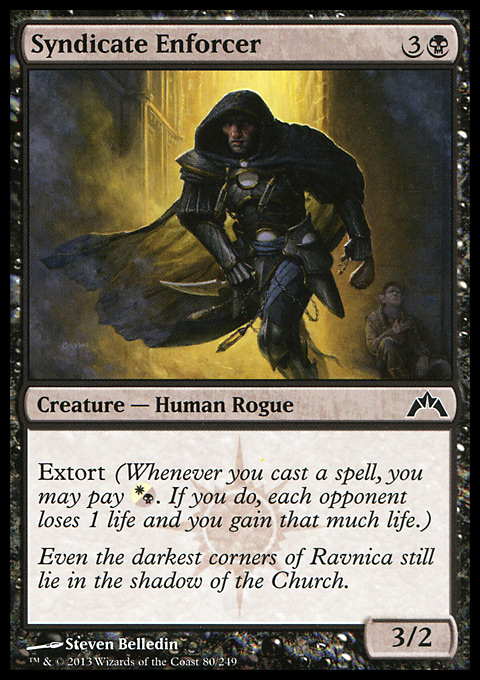 Syndicate Enforcer 3
Creature — Human Rogue
Extort (Whenever you cast a spell, you
may pay . If you do, each opponent
loses 1 life and you gain that much life.)
Even the darkest corners of Ravnica still
lie in the shadow of the Church.
3/2
Steven Belledin
™ & © 2013 Wizards of the Coast 80/249